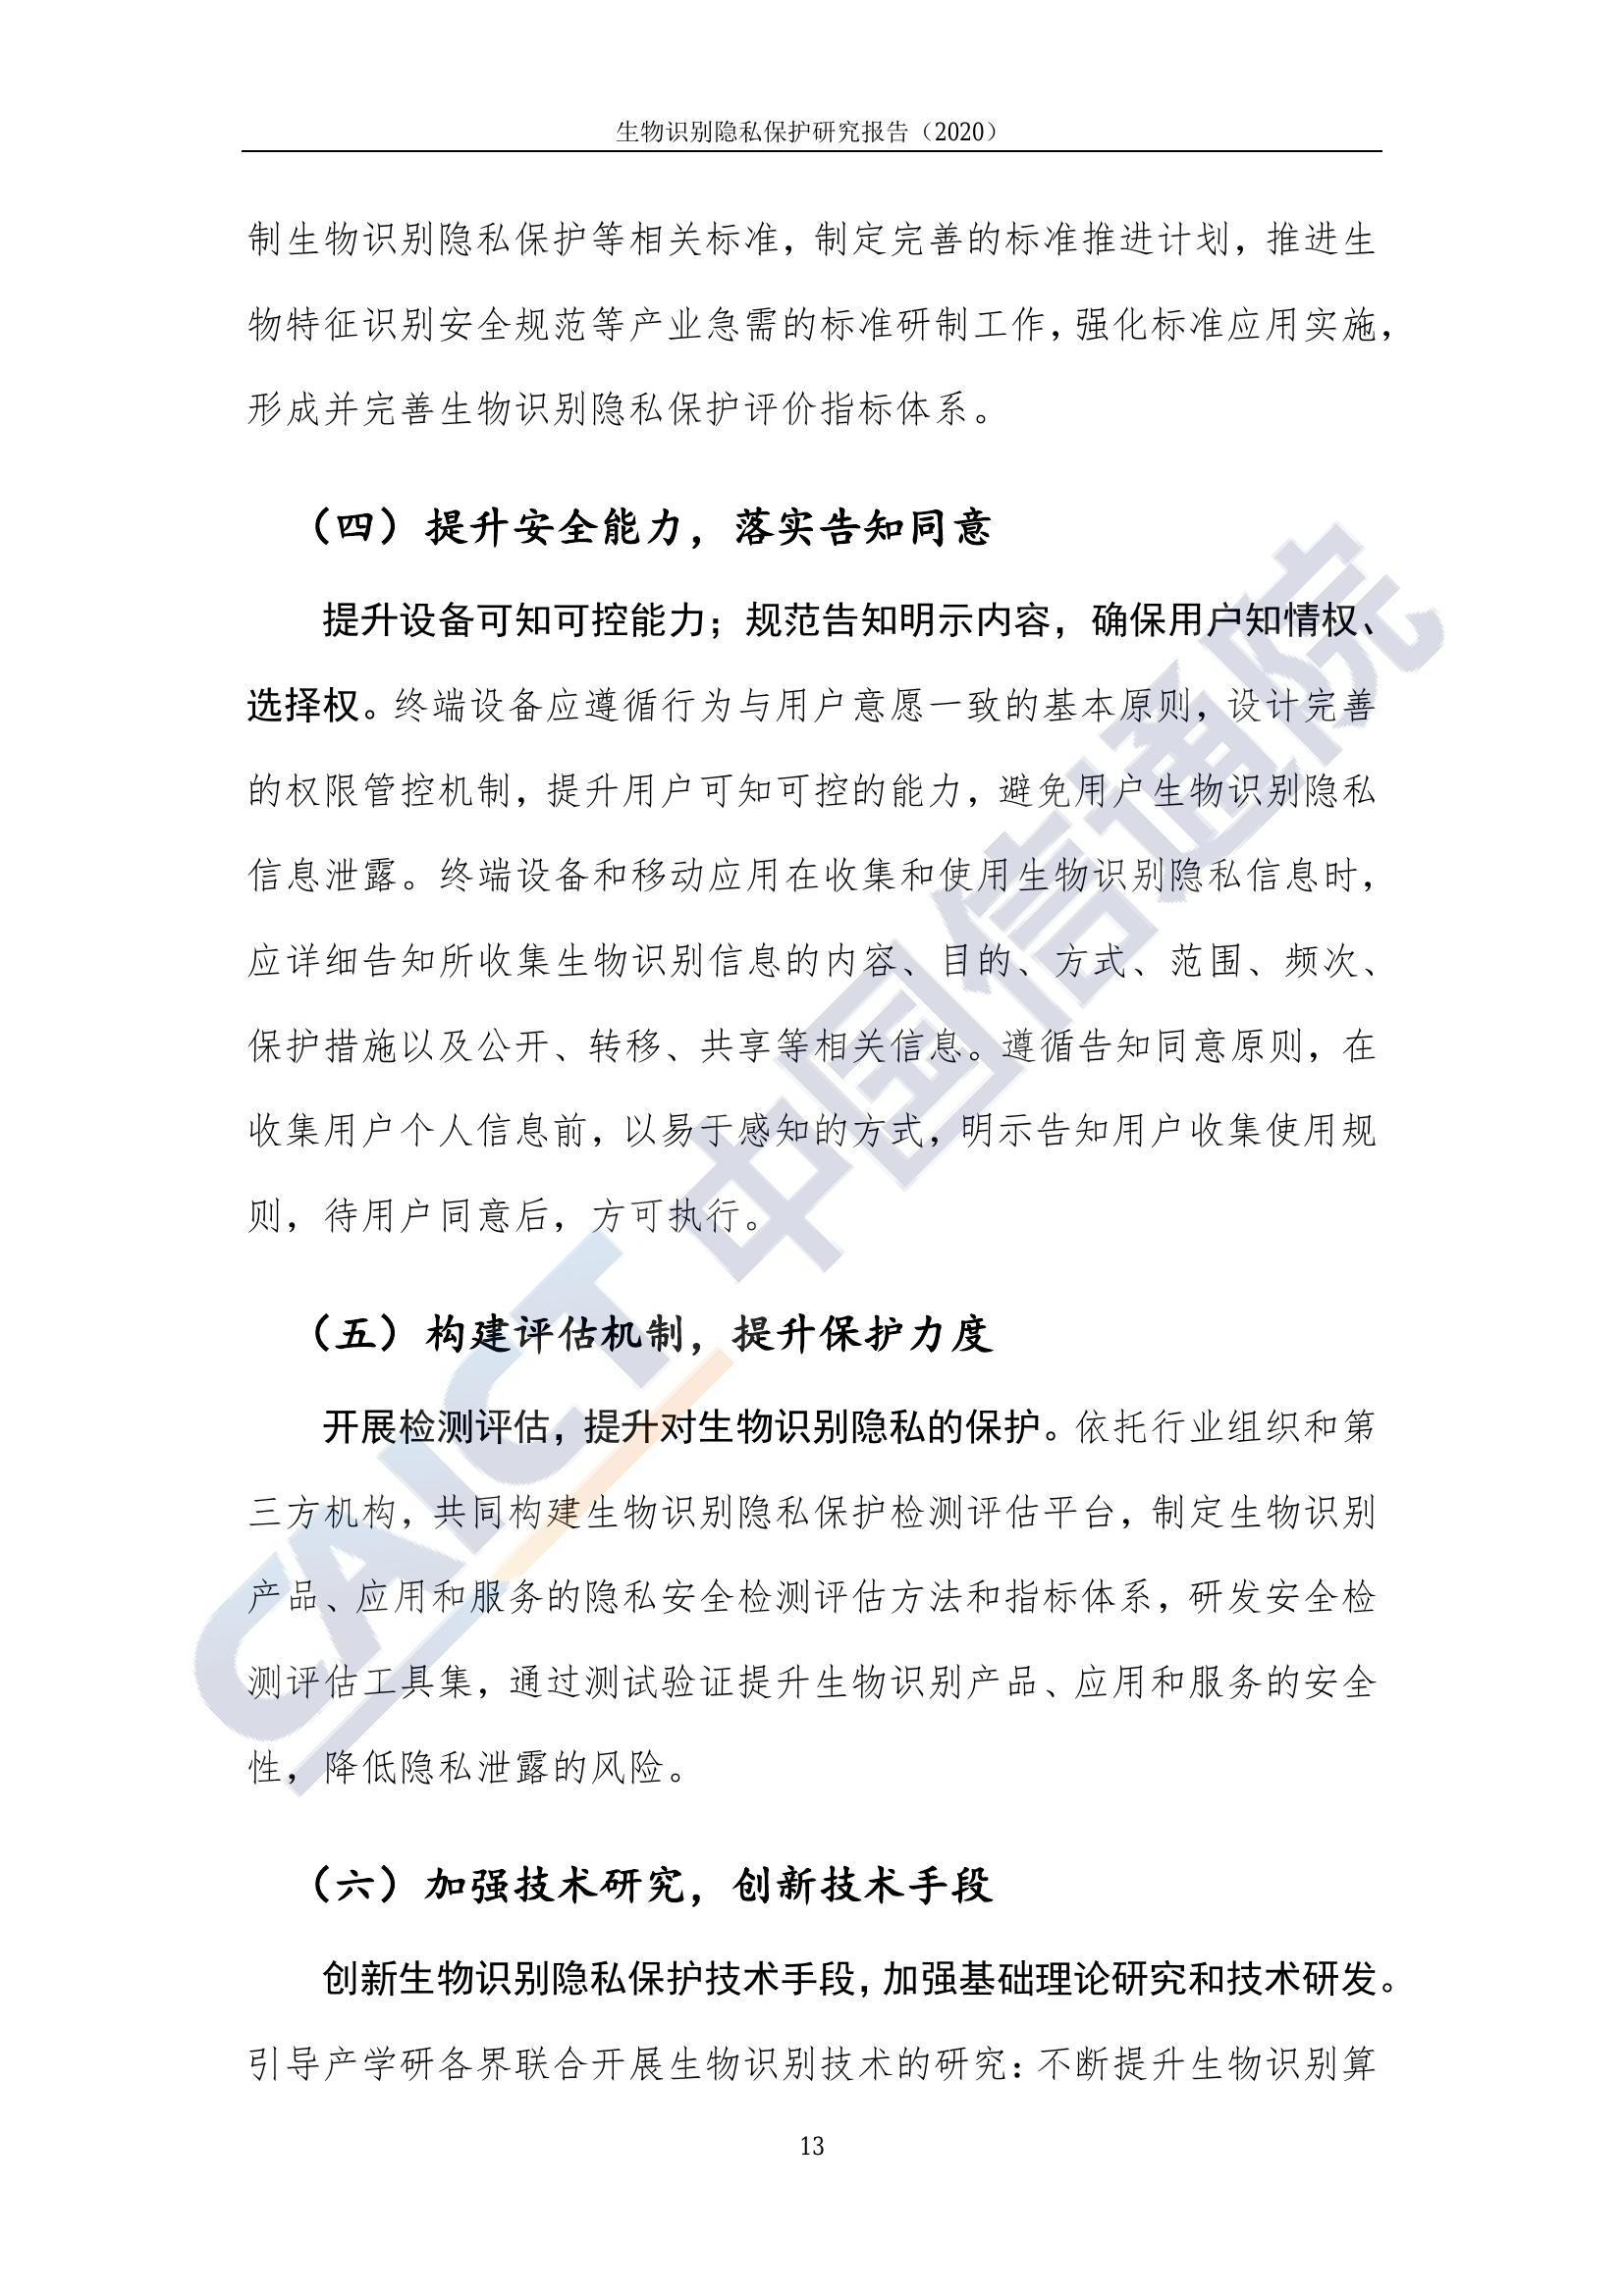 生物识别隐私保护研究报告（2020）
制生物识别隐私保护等相关标准，制定完善的标准推进计划，推进生
物特征识别安全规范等产业急需的标准研制工作，强化标准应用实施，
形成并完善生物识别隐私保护评价指标体系。
（四）提升安全能力，落实告知同意
提升设备可知可控能力；规范告知明示内容，确保用户知情权、
选择权。终端设备应遵循行为与用户意愿一致的基本原则，设计完善
的权限管控机制，提升用户可知可控的能力，避免用户生物识别隐私
信息泄露。终端设备和移动应用在收集和使用生物识别隐私信息时，
应详细告知所收集生物识别信息的内容、目的、方式、范围、频次、
保护措施以及公开、转移、共享等相关信息。遵循告知同意原则，在
收集用户个人信息前，以易于感知的方式，明示告知用户收集使用规
则，待用户同意后，方可执行。
（五）构建评估机制，提升保护力度
开展检测评估，提升对生物识别隐私的保护。依托行业组织和第
三方机构，共同构建生物识别隐私保护检测评估平台，制定生物识别
产品、应用和服务的隐私安全检测评估方法和指标体系，研发安全检
测评估工具集，通过测试验证提升生物识别产品、应用和服务的安全
性，降低隐私泄露的风险。
（六）加强技术研究，创新技术手段
创新生物识别隐私保护技术手段，加强基础理论研究和技术研发。
引导产学研各界联合开展生物识别技术的研究：不断提升生物识别算
13
CAICT 中国信通院